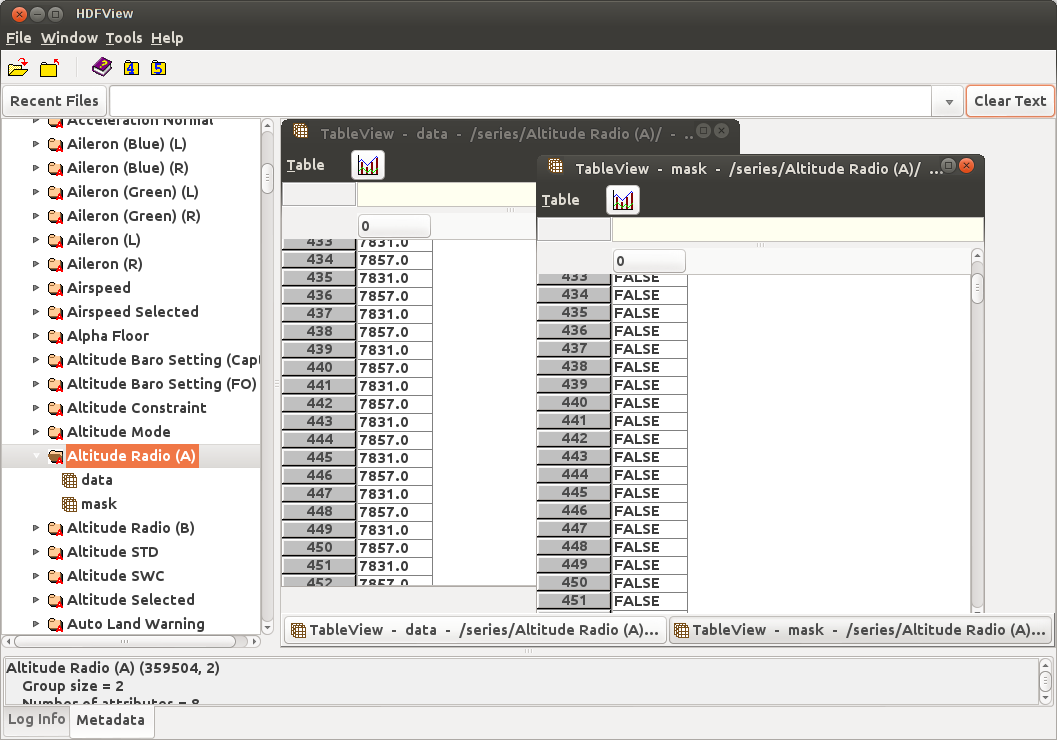 HDFView
File Window Tools Help
4 5
Recent Files
Clear Text
Acceleration Normal
Aileron (Blue) (L)
Aileron (Blue) (R)
Aileron (Green) (L)
Aileron (Green) (R)
Aileron (L)
Aileron (R)
Airspeed
Airspeed Selected
Alpha Floor
Altitude Baro Setting (Capt
Altitude Baro Setting (FO)
Altitude Constraint
Altitude Mode
Altitude Radio (A)
data
mask
Altitude Radio (B)
Altitude STD
Altitude SWC
Altitude Selected
Auto Land Warning
TableView - data - /series/Altitude Radio (A)/ - ..
Table
0
433 7831.0
434 7857.0
435 7831.0
436 7857.0
437 7831.0
438 7857.0
439 7831.0
440 7857.0
441 7831.0
442 7857.0
443 7831.0
444 7857.0
445 7831.0
446 7857.0
447 7831.0
448 7857.0
449 7831.0
450 7857.0
451 7831.0
452 7857.0
TableView - mask - /series/Altitude Radio (A)/ ...
Table
0
433 FALSE
434 FALSE
435 FALSE
436 FALSE
437 FALSE
438 FALSE
439 FALSE
440 FALSE
441 FALSE
442 FALSE
443 FALSE
444 FALSE
445 FALSE
446 FALSE
447 FALSE
448 FALSE
449 FALSE
450 FALSE
451 FALSE
TableView - data - /series/Altitude Radio (A)...
TableView - mask - /series/Altitude Radio (A)...
Altitude Radio (A) (359504, 2)
Group size = 2
Number of attributes = 8
Log Info
Metadata